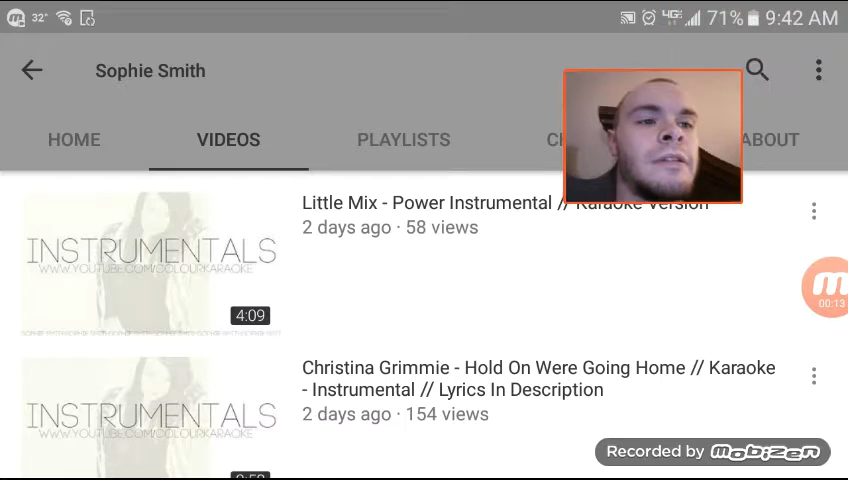 32° 4G 71% 9:42 AM
Sophie Smith
HOME VIDEOS PLAYLISTS ABOUT
Little Mix - Power Instrumental // Karaoke Version
2 days ago · 58 views
INSTRUMENTALS
WWW.YOUTUBE.COM/COLOURKARAOKE
4:09
00:13
Christina Grimmie - Hold On Were Going Home // Karaoke
- Instrumental // Lyrics In Description
2 days ago · 154 views
INSTRUMENTALS
WWW.YOUTUBE.COM/COLOURKARAOKE
Recorded by MOBIZEN